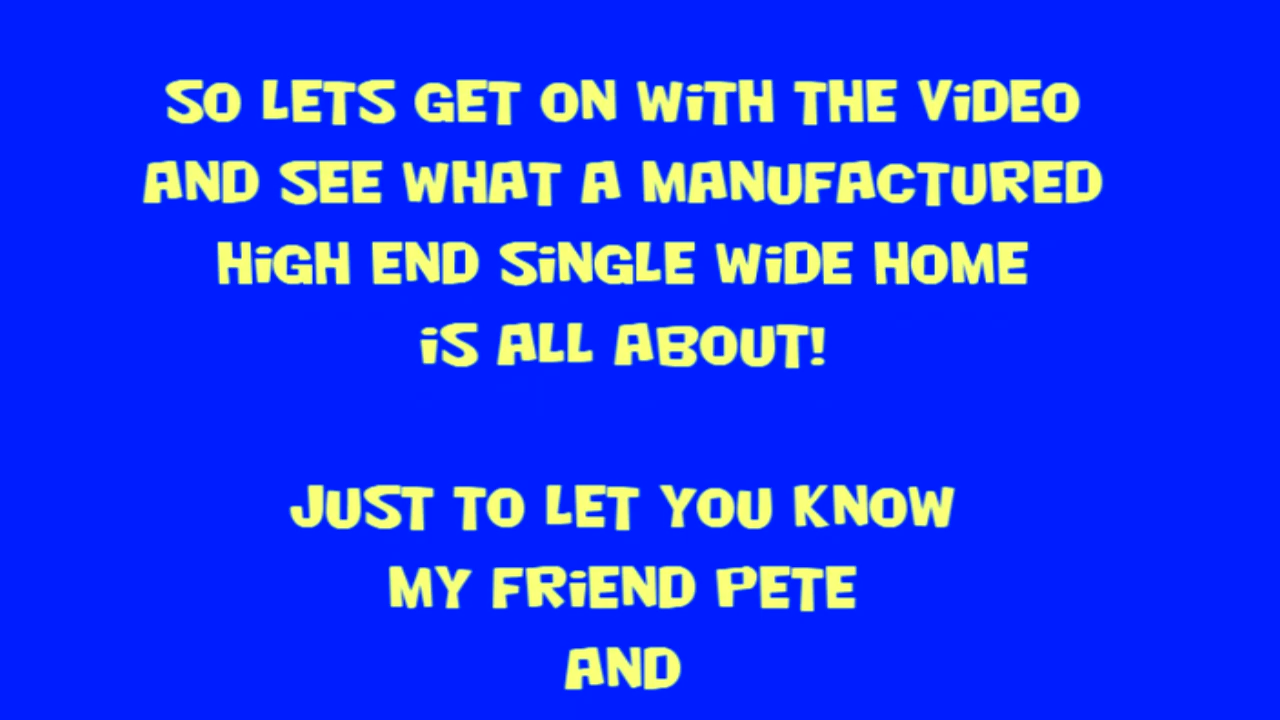 SO LETS GET ON WiTH THE ViDEO
AND SEE WHAT A MANUFACTURED
HiGH END SiNGLE WiDE HOME
iS ALL ABOUT!
JUST TO LET YOU KNOW
MY FRiEND PETE
AND